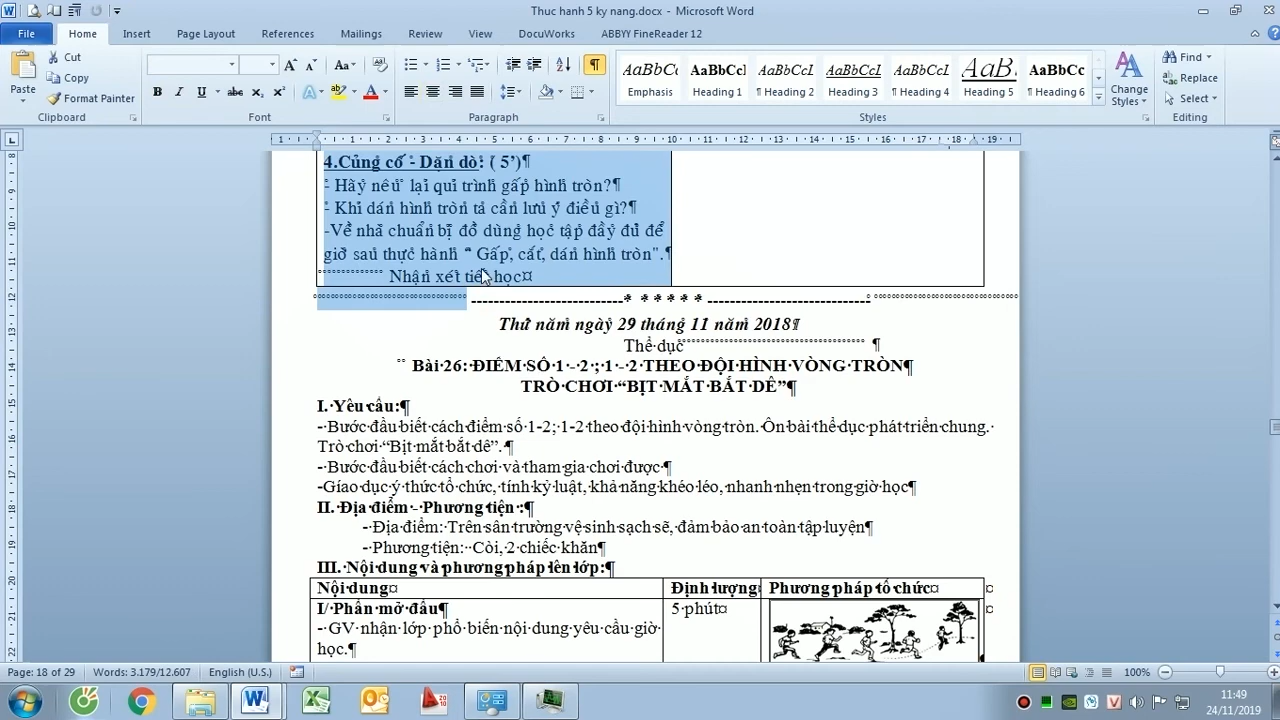 Thuc hanh 5 ky nang.docx - Microsoft Word
File Home Insert Page Layout References Mailings Review View DocuWorks ABBYY FineReader 12
Paste
Cut
Copy
Format Painter
Clipboard
Font
Paragraph
AaBbCc AaBbCcl AaBbCcI AaBbCcL AaBbCcI AaB AaBbCc
Emphasis Heading 1 ¶ Heading 2 Heading 3 ¶ Heading 4 Heading 5 ¶ Heading 6
Styles
Change Styles
Find
Replace
Select
Editing
4.Củng cố - Dặn dò: ( 5’)¶
- Hãy nêu lại qui trình gấp hình tròn?¶
- Khi dán hình tròn ta cần lưu ý điều gì?¶
-Về nhà chuẩn bị đồ dùng học tập đầy đủ để
giờ sau thực hành “ Gấp, cắt, dán hình tròn”.¶
Nhận xét tiết học¤
--------------------------* * * * * * ---------------------------
Thứ năm ngày 29 tháng 11 năm 2018¶
Thể·dục ¶
Bài·26:·ĐIỂM·SỐ·1·-·2·;·1·-·2·THEO·ĐỘI·HÌNH·VÒNG·TRÒN¶
TRÒ·CHƠI·“BỊT·MẮT·BẮT·DÊ”¶
I.·Yêu·cầu:¶
-·Bước·đầu·biết·cách·điểm·số·1-2;·1-2·theo·đội·hình·vòng·tròn.·Ôn·bài·thể·dục·phát·triển·chung.·
Trò·chơi·“Bịt·mắt·bắt·dê”.·¶
-·Bước·đầu·biết·cách·chơi·và·tham·gia·chơi·được·¶
-Giáo·dục·ý·thức·tổ·chức,·tính·kỷ·luật,·khả·năng·khéo·léo,·nhanh·nhẹn·trong·giờ·học¶
II.·Địa·điểm·-·Phương·tiện·:¶
-·Địa·điểm:·Trên·sân·trường·vệ·sinh·sạch·sẽ,·đảm·bảo·an·toàn·tập·luyện¶
-·Phương·tiện:··Còi,·2·chiếc·khăn¶
III.··Nội·dung·và·phương·pháp·lên·lớp:¶
Nội·dung¤ Định·lượng¤ Phương·pháp·tổ·chức¤ ¤
I/·Phần·mở·đầu¶ 5·phút¤ ¤
-·GV·nhận·lớp·phổ·biến·nội·dung·yêu·cầu·giờ·
học.¶
Page: 18 of 29 Words: 3.179/12.607 English (U.S.) 100%
11:49
24/11/2019